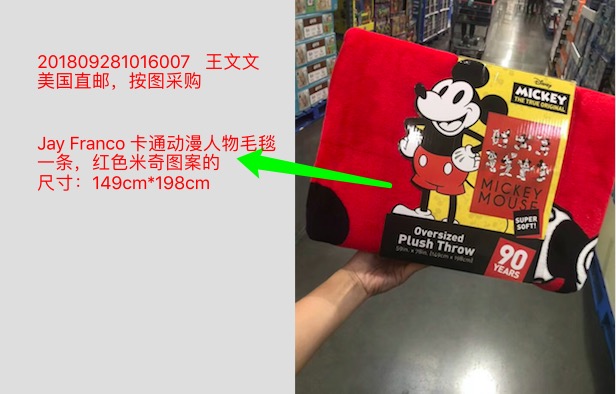 201809281016007 王文文
美国直邮，按图采购
Jay Franco 卡通动漫人物毛毯
一条，红色米奇图案的
尺寸：149cm*198cm
Disney
MICKEY
THE TRUE ORIGINAL
MICKEY
MOUSE
SUPER
SOFT!
Oversized
Plush Throw
59in. x 78in. (149cm x 198cm)
90
YEARS